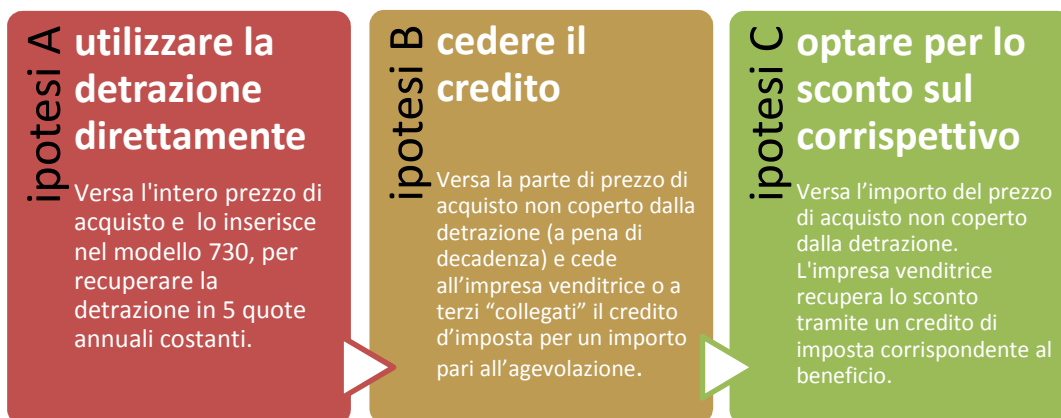 ipotesi A
utilizzare la
detrazione
direttamente
Versa l'intero prezzo di
acquisto e lo inserisce
nel modello 730, per
recuperare la
detrazione in 5 quote
annuali costanti.
ipotesi B
cedere il
credito
Versa la parte di prezzo di
acquisto non coperto dalla
detrazione (a pena di
decadenza) e cede
all’impresa venditrice o a
terzi “collegati” il credito
d’imposta per un importo
pari all’agevolazione.
ipotesi C
optare per lo
sconto sul
corrispettivo
Versa l’importo del prezzo
di acquisto non coperto
dalla detrazione.
L'impresa venditrice
recupera lo sconto
tramite un credito di
imposta corrispondente al
beneficio.